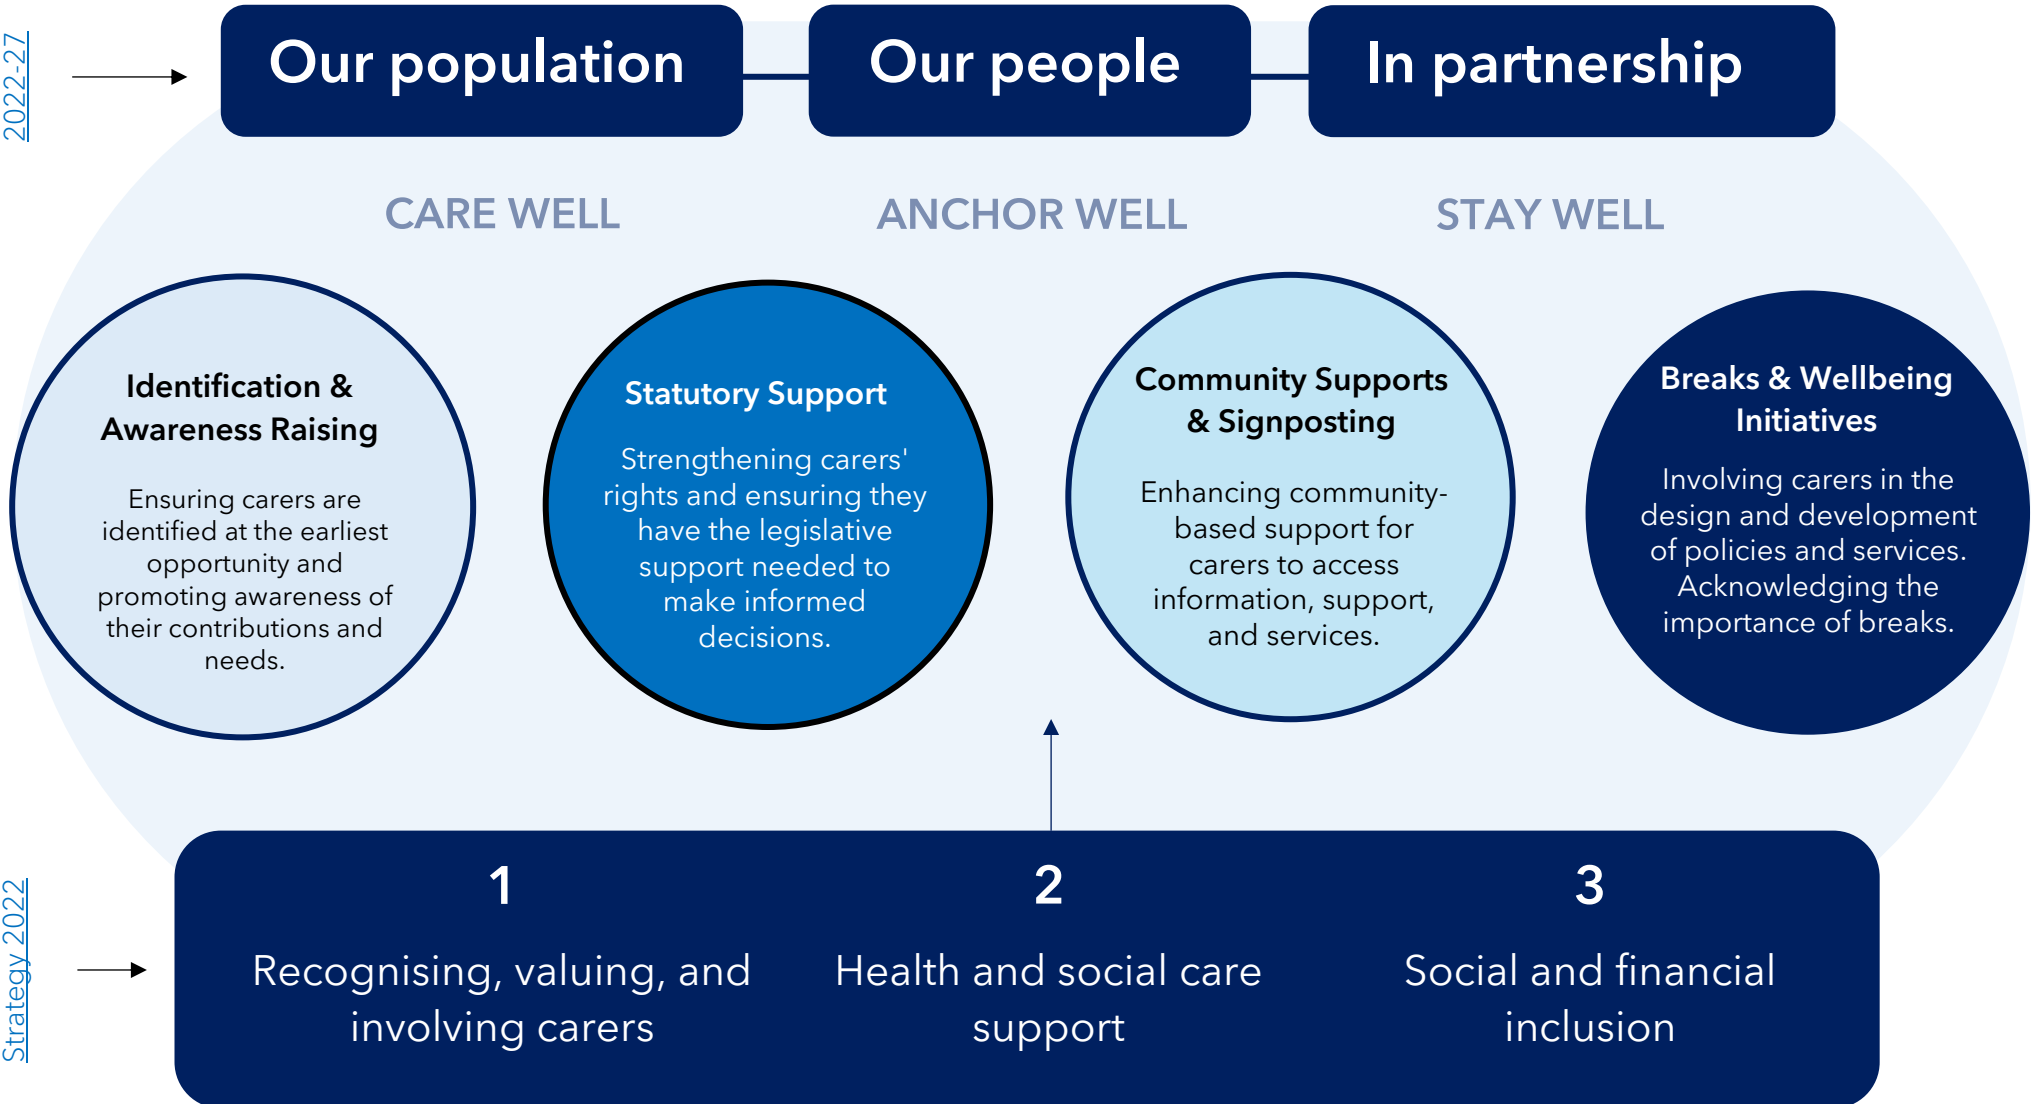 2022-27
Our population
Our people
In partnership
CARE WELL
ANCHOR WELL
STAY WELL
Identification &
Awareness Raising
Ensuring carers are
identified at the earliest
opportunity and
promoting awareness of
their contributions and
needs.
Statutory Support
Strengthening carers'
rights and ensuring they
have the legislative
support needed to
make informed
decisions.
Community Supports
& Signposting
Enhancing community-
based support for
carers to access
information, support,
and services.
Breaks & Wellbeing
Initiatives
Involving carers in the
design and development
of policies and services.
Acknowledging the
importance of breaks.
Strategy 2022
1
Recognising, valuing, and
involving carers
2
Health and social care
support
3
Social and financial
inclusion